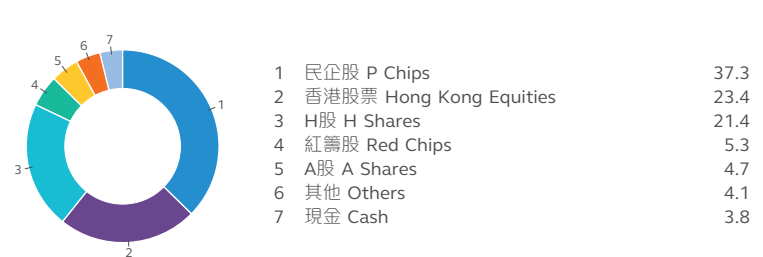 7
6
5
4
1
3
2
1 民企股 P Chips 37.3
2 香港股票 Hong Kong Equities 23.4
3 H股 H Shares 21.4
4 紅籌股 Red Chips 5.3
5 A股 A Shares 4.7
6 其他 Others 4.1
7 現金 Cash 3.8